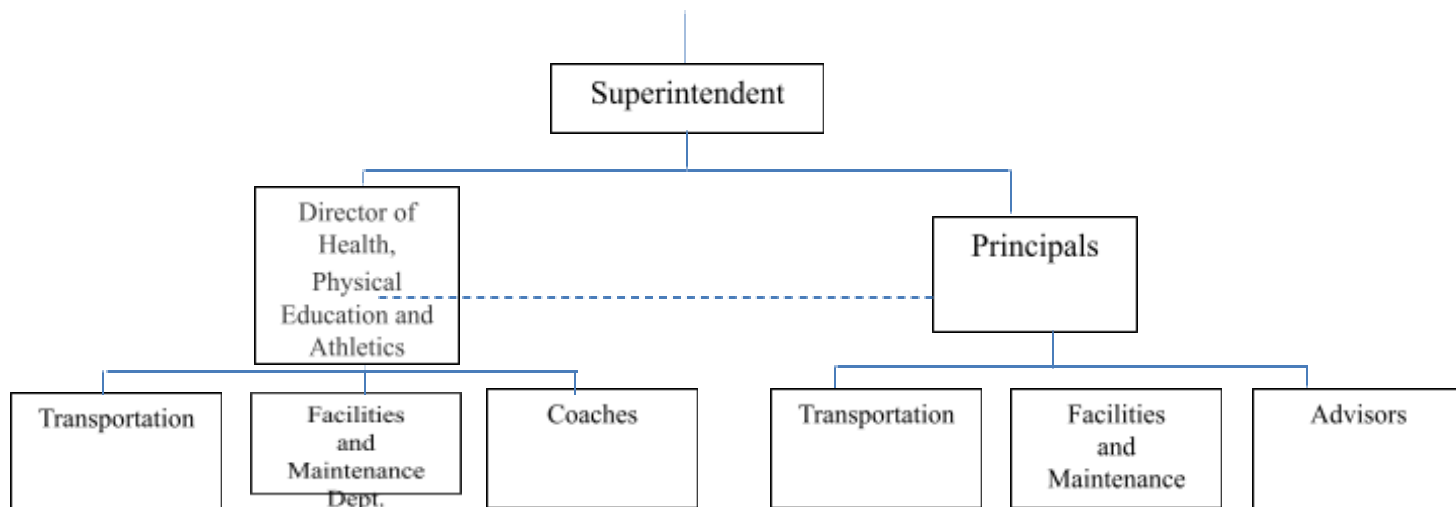 Superintendent
Director of
Health,
Physical
Education and
Athletics
Principals
Transportation
Facilities
and
Maintenance
Dept.
Coaches
Transportation
Facilities
and
Maintenance
Advisors